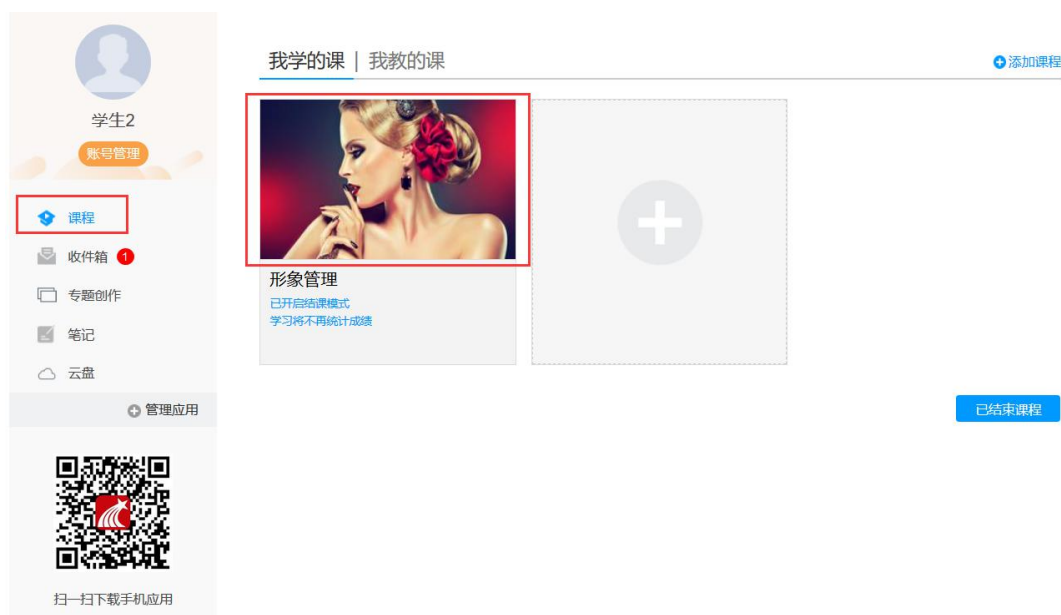 学生2
账号管理
课程
收件箱 1
专题创作
笔记
云盘
管理应用
扫一扫下载手机应用
我学的课 | 我教的课
添加课程
形象管理
已开启结课模式
学习将不再统计成绩
已结束课程